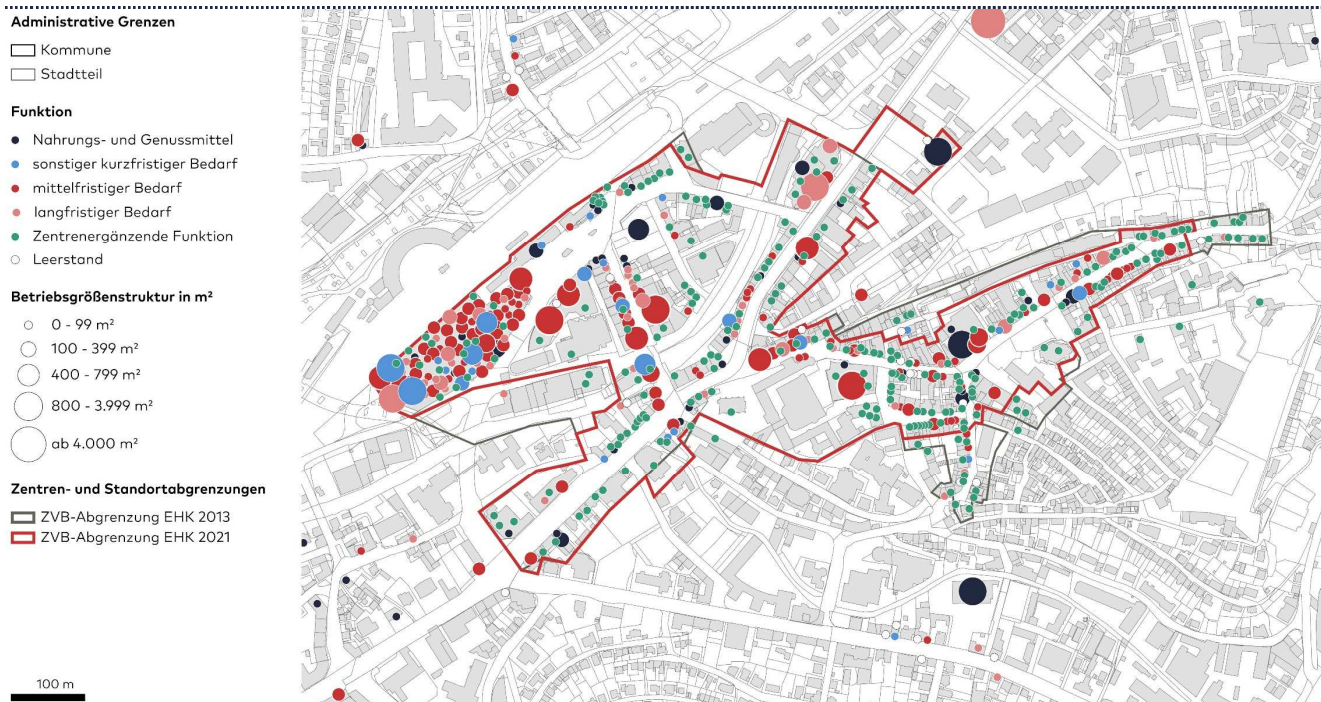 Administrative Grenzen
Kommune
Stadtteil
Funktion
Nahrungs- und Genussmittel
sonstiger kurzfristiger Bedarf
mittelfristiger Bedarf
langfristiger Bedarf
Zentrenergänzende Funktion
Leerstand
Betriebsgrößenstruktur in m²
0 - 99 m²
100 - 399 m²
400 - 799 m²
800 - 3.999 m²
ab 4.000 m²
Zentren- und Standortabgrenzungen
ZVB-Abgrenzung EHK 2013
ZVB-Abgrenzung EHK 2021
100 m